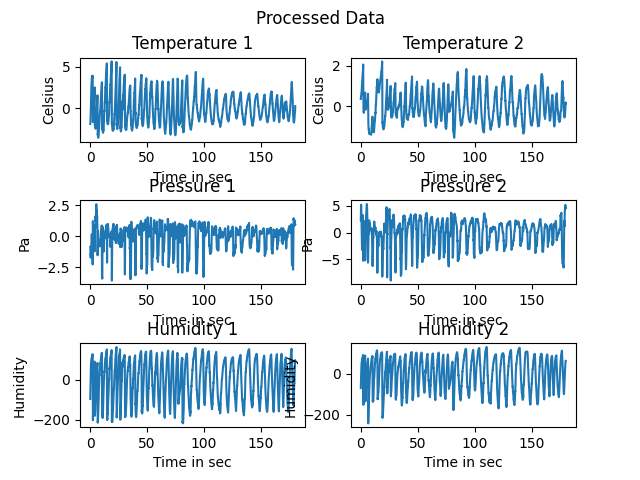 Processed Data
Temperature 1
Temperature 2
Celsius
5
0
0 50 100 150
Time in sec
Celsius
2
0
0 50 100 150
Time in sec
Pressure 1
Pressure 2
Pa
2.5
0.0
−2.5
0 50 100 150
Time in sec
Pa
5
0
−5
0 50 100 150
Time in sec
Humidity 1
Humidity 2
Humidity
0
−200
0 50 100 150
Time in sec
Humidity
0
−200
0 50 100 150
Time in sec